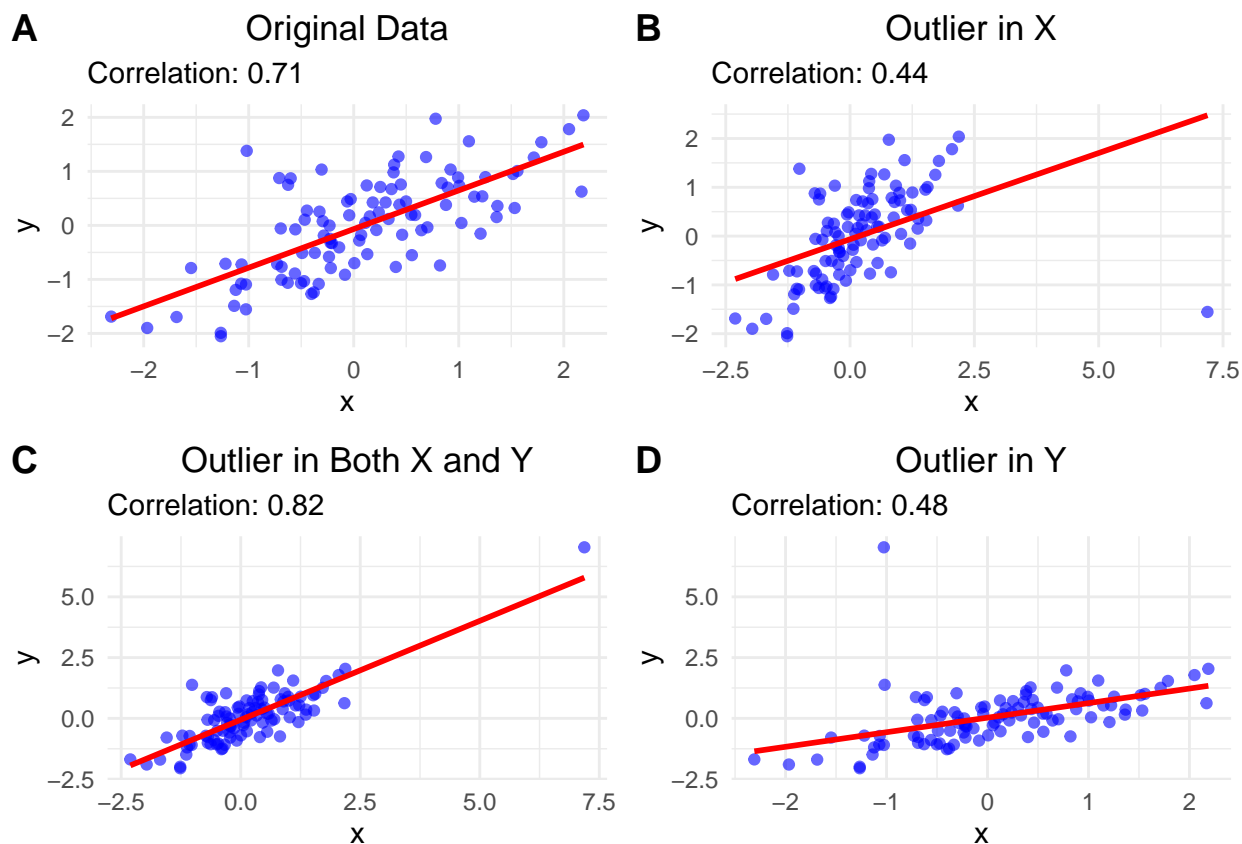 A
Original Data
Correlation: 0.71
2
1
0
−1
−2
y
−2
−1
0
1
2
x
B
Outlier in X
Correlation: 0.44
2
1
0
−1
−2
y
−2.5
0.0
2.5
5.0
7.5
x
C
Outlier in Both X and Y
Correlation: 0.82
5.0
2.5
0.0
−2.5
y
−2.5
0.0
2.5
5.0
7.5
x
D
Outlier in Y
Correlation: 0.48
5.0
2.5
0.0
−2.5
y
−2
−1
0
1
2
x